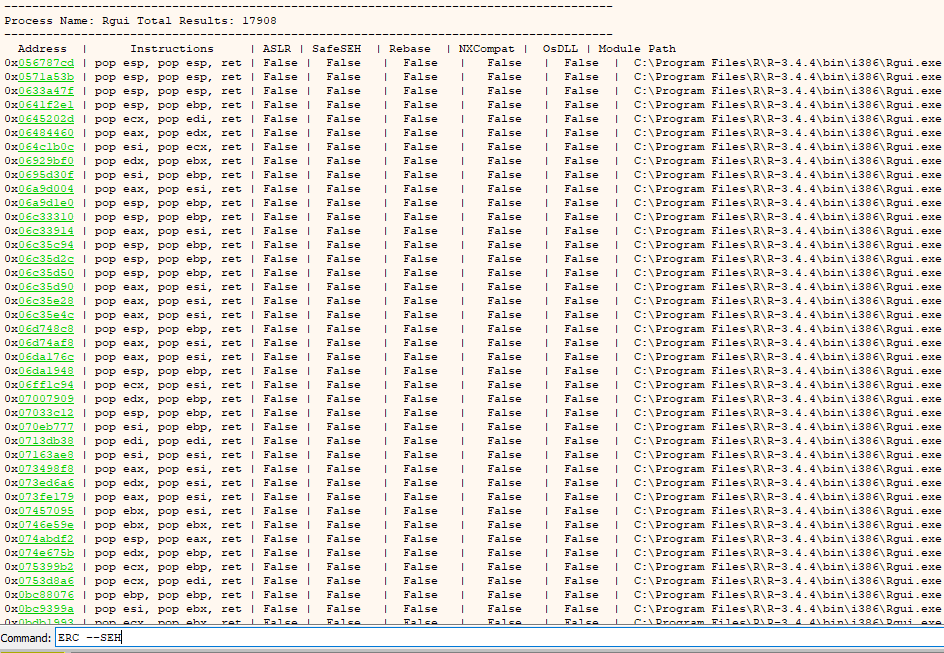 -------------------------------------------------------------------------------
Process Name: Rgui Total Results: 17908
-------------------------------------------------------------------------------
Address | Instructions | ASLR | SafeSEH | Rebase | NXCompat | OsDLL | Module Path
0x056787cd | pop esp, pop esp, ret | False | False | False | False | False | C:\Program Files\R\R-3.4.4\bin\i386\Rgui.exe
0x0571a53b | pop esp, pop esp, ret | False | False | False | False | False | C:\Program Files\R\R-3.4.4\bin\i386\Rgui.exe
0x0633a47f | pop esp, pop esp, ret | False | False | False | False | False | C:\Program Files\R\R-3.4.4\bin\i386\Rgui.exe
0x0641f2e1 | pop esp, pop ebp, ret | False | False | False | False | False | C:\Program Files\R\R-3.4.4\bin\i386\Rgui.exe
0x0645202d | pop ecx, pop edi, ret | False | False | False | False | False | C:\Program Files\R\R-3.4.4\bin\i386\Rgui.exe
0x06484460 | pop eax, pop edx, ret | False | False | False | False | False | C:\Program Files\R\R-3.4.4\bin\i386\Rgui.exe
0x064c1b0c | pop esi, pop ecx, ret | False | False | False | False | False | C:\Program Files\R\R-3.4.4\bin\i386\Rgui.exe
0x06929bf0 | pop edx, pop ebx, ret | False | False | False | False | False | C:\Program Files\R\R-3.4.4\bin\i386\Rgui.exe
0x0695d30f | pop esi, pop ebp, ret | False | False | False | False | False | C:\Program Files\R\R-3.4.4\bin\i386\Rgui.exe
0x06a9d004 | pop eax, pop esi, ret | False | False | False | False | False | C:\Program Files\R\R-3.4.4\bin\i386\Rgui.exe
0x06a9d1e0 | pop esp, pop ebp, ret | False | False | False | False | False | C:\Program Files\R\R-3.4.4\bin\i386\Rgui.exe
0x06c33310 | pop esp, pop ebp, ret | False | False | False | False | False | C:\Program Files\R\R-3.4.4\bin\i386\Rgui.exe
0x06c33914 | pop eax, pop esi, ret | False | False | False | False | False | C:\Program Files\R\R-3.4.4\bin\i386\Rgui.exe
0x06c35c94 | pop esp, pop ebp, ret | False | False | False | False | False | C:\Program Files\R\R-3.4.4\bin\i386\Rgui.exe
0x06c35d2c | pop esp, pop ebp, ret | False | False | False | False | False | C:\Program Files\R\R-3.4.4\bin\i386\Rgui.exe
0x06c35d50 | pop esp, pop ebp, ret | False | False | False | False | False | C:\Program Files\R\R-3.4.4\bin\i386\Rgui.exe
0x06c35d90 | pop eax, pop esi, ret | False | False | False | False | False | C:\Program Files\R\R-3.4.4\bin\i386\Rgui.exe
0x06c35e28 | pop eax, pop esi, ret | False | False | False | False | False | C:\Program Files\R\R-3.4.4\bin\i386\Rgui.exe
0x06c35e4c | pop eax, pop esi, ret | False | False | False | False | False | C:\Program Files\R\R-3.4.4\bin\i386\Rgui.exe
0x06d748c8 | pop esp, pop ebp, ret | False | False | False | False | False | C:\Program Files\R\R-3.4.4\bin\i386\Rgui.exe
0x06d74af8 | pop eax, pop esi, ret | False | False | False | False | False | C:\Program Files\R\R-3.4.4\bin\i386\Rgui.exe
0x06da176c | pop esp, pop ebp, ret | False | False | False | False | False | C:\Program Files\R\R-3.4.4\bin\i386\Rgui.exe
0x06da1948 | pop esp, pop ebp, ret | False | False | False | False | False | C:\Program Files\R\R-3.4.4\bin\i386\Rgui.exe
0x06ff1c94 | pop ecx, pop esi, ret | False | False | False | False | False | C:\Program Files\R\R-3.4.4\bin\i386\Rgui.exe
0x07007909 | pop edx, pop ebp, ret | False | False | False | False | False | C:\Program Files\R\R-3.4.4\bin\i386\Rgui.exe
0x07033c12 | pop esp, pop ebp, ret | False | False | False | False | False | C:\Program Files\R\R-3.4.4\bin\i386\Rgui.exe
0x070eb777 | pop esi, pop ebp, ret | False | False | False | False | False | C:\Program Files\R\R-3.4.4\bin\i386\Rgui.exe
0x0713db38 | pop edi, pop edi, ret | False | False | False | False | False | C:\Program Files\R\R-3.4.4\bin\i386\Rgui.exe
0x07163ae8 | pop esi, pop esi, ret | False | False | False | False | False | C:\Program Files\R\R-3.4.4\bin\i386\Rgui.exe
0x073498f8 | pop eax, pop esi, ret | False | False | False | False | False | C:\Program Files\R\R-3.4.4\bin\i386\Rgui.exe
0x073ed6a6 | pop edx, pop esi, ret | False | False | False | False | False | C:\Program Files\R\R-3.4.4\bin\i386\Rgui.exe
0x073fe179 | pop eax, pop esi, ret | False | False | False | False | False | C:\Program Files\R\R-3.4.4\bin\i386\Rgui.exe
0x07457095 | pop ebx, pop esi, ret | False | False | False | False | False | C:\Program Files\R\R-3.4.4\bin\i386\Rgui.exe
0x0746e59e | pop ebx, pop ebx, ret | False | False | False | False | False | C:\Program Files\R\R-3.4.4\bin\i386\Rgui.exe
0x074abdf2 | pop esp, pop eax, ret | False | False | False | False | False | C:\Program Files\R\R-3.4.4\bin\i386\Rgui.exe
0x074e675b | pop edx, pop ebp, ret | False | False | False | False | False | C:\Program Files\R\R-3.4.4\bin\i386\Rgui.exe
0x075399b2 | pop ecx, pop ebp, ret | False | False | False | False | False | C:\Program Files\R\R-3.4.4\bin\i386\Rgui.exe
0x0753d8a6 | pop ecx, pop edi, ret | False | False | False | False | False | C:\Program Files\R\R-3.4.4\bin\i386\Rgui.exe
0x0bc88076 | pop ebp, pop ebp, ret | False | False | False | False | False | C:\Program Files\R\R-3.4.4\bin\i386\Rgui.exe
0x0bc9399a | pop esi, pop ebx, ret | False | False | False | False | False | C:\Program Files\R\R-3.4.4\bin\i386\Rgui.exe
0x0bdb1993 | pop ecx, pop ebp, ret | False | False | False | False | False | C:\Program Files\R\R-3.4.4\bin\i386\Rgui.exe
Command: ERC --SEH